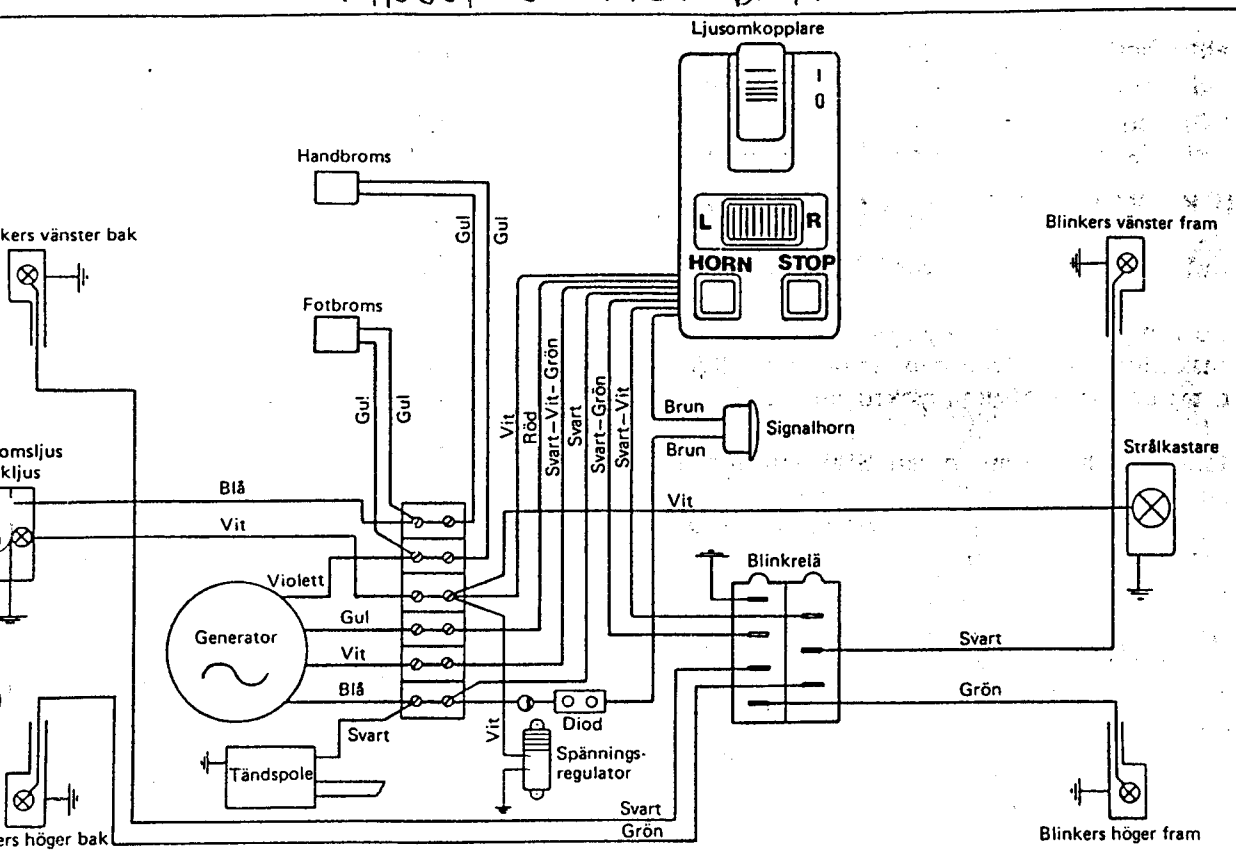 Ljusomkopplare
I
0
L
R
HORN
STOP
Handbroms
Gul
Gul
kers vänster bak
Blinkers vänster fram
Fotbroms
Gul
Gul
Vit
Röd
Svart-Vit-Grön
Svart
Svart-Grön
Svart-Vit
Brun
Brun
Signalhorn
omsljus
kljus
Strålkastare
Blå
Vit
Vit
Violett
Blinkrelä
Generator
Gul
Vit
Blå
Svart
Svart
Grön
Vit
Diod
Spännings-
regulator
Tändspole
Svart
Grön
ers höger bak
Blinkers höger fram